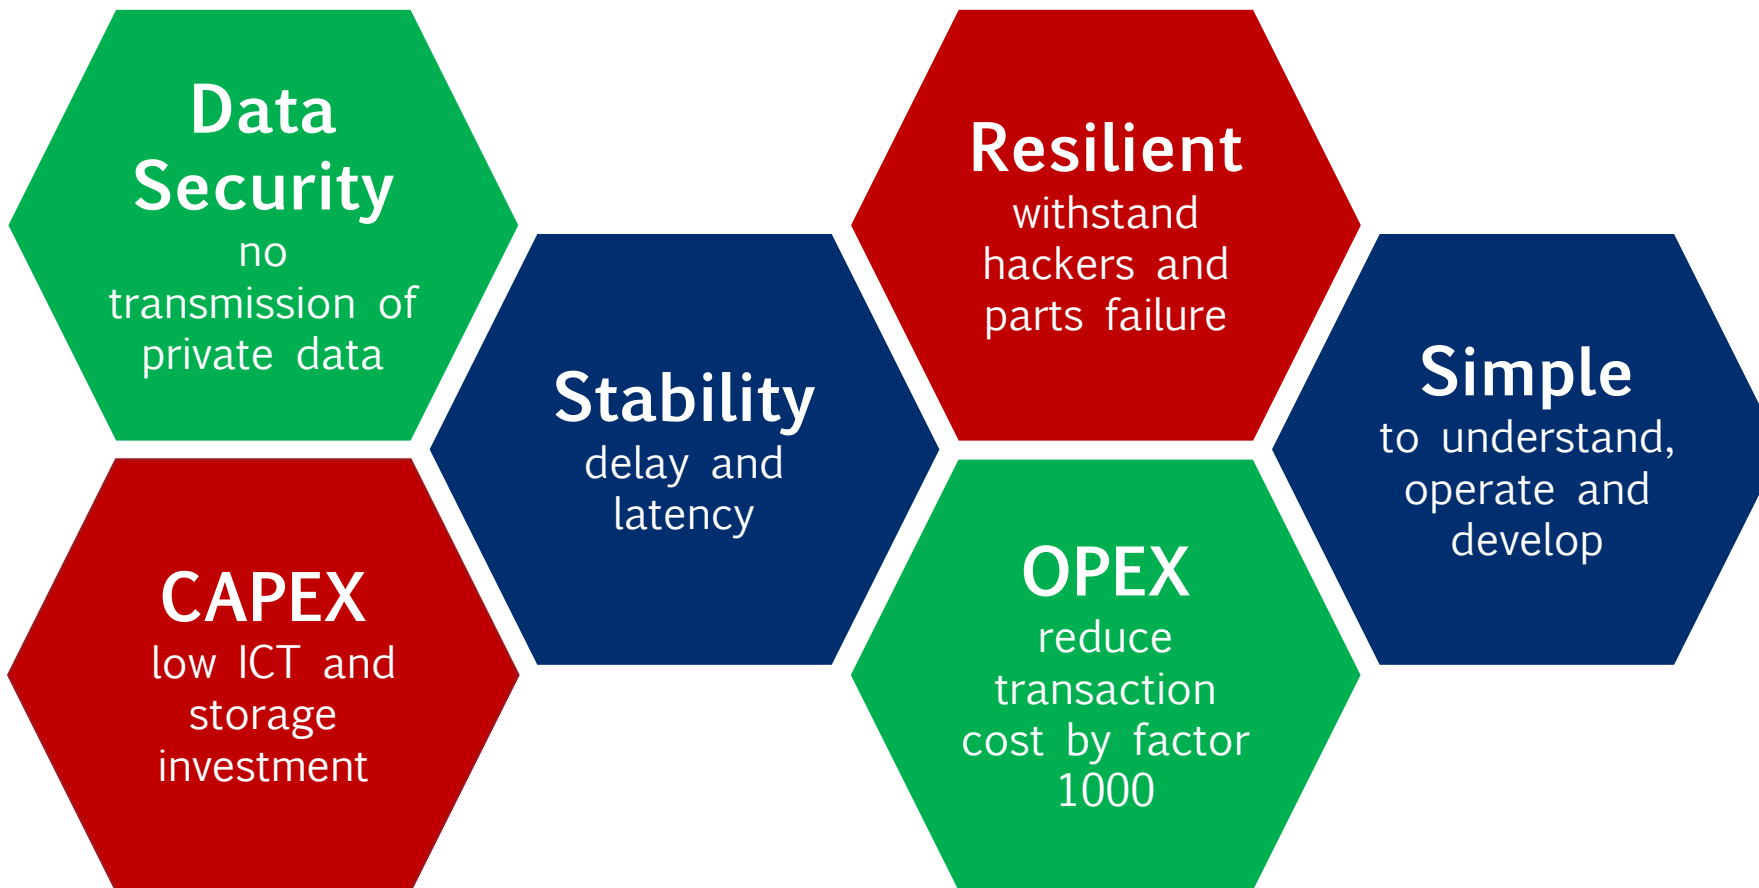 Data
Security
no
transmission of
private data
CAPEX
low ICT and
storage
investment
Stability
delay and
latency
Resilient
withstand
hackers and
parts failure
OPEX
reduce
transaction
cost by factor
1000
Simple
to understand,
operate and
develop